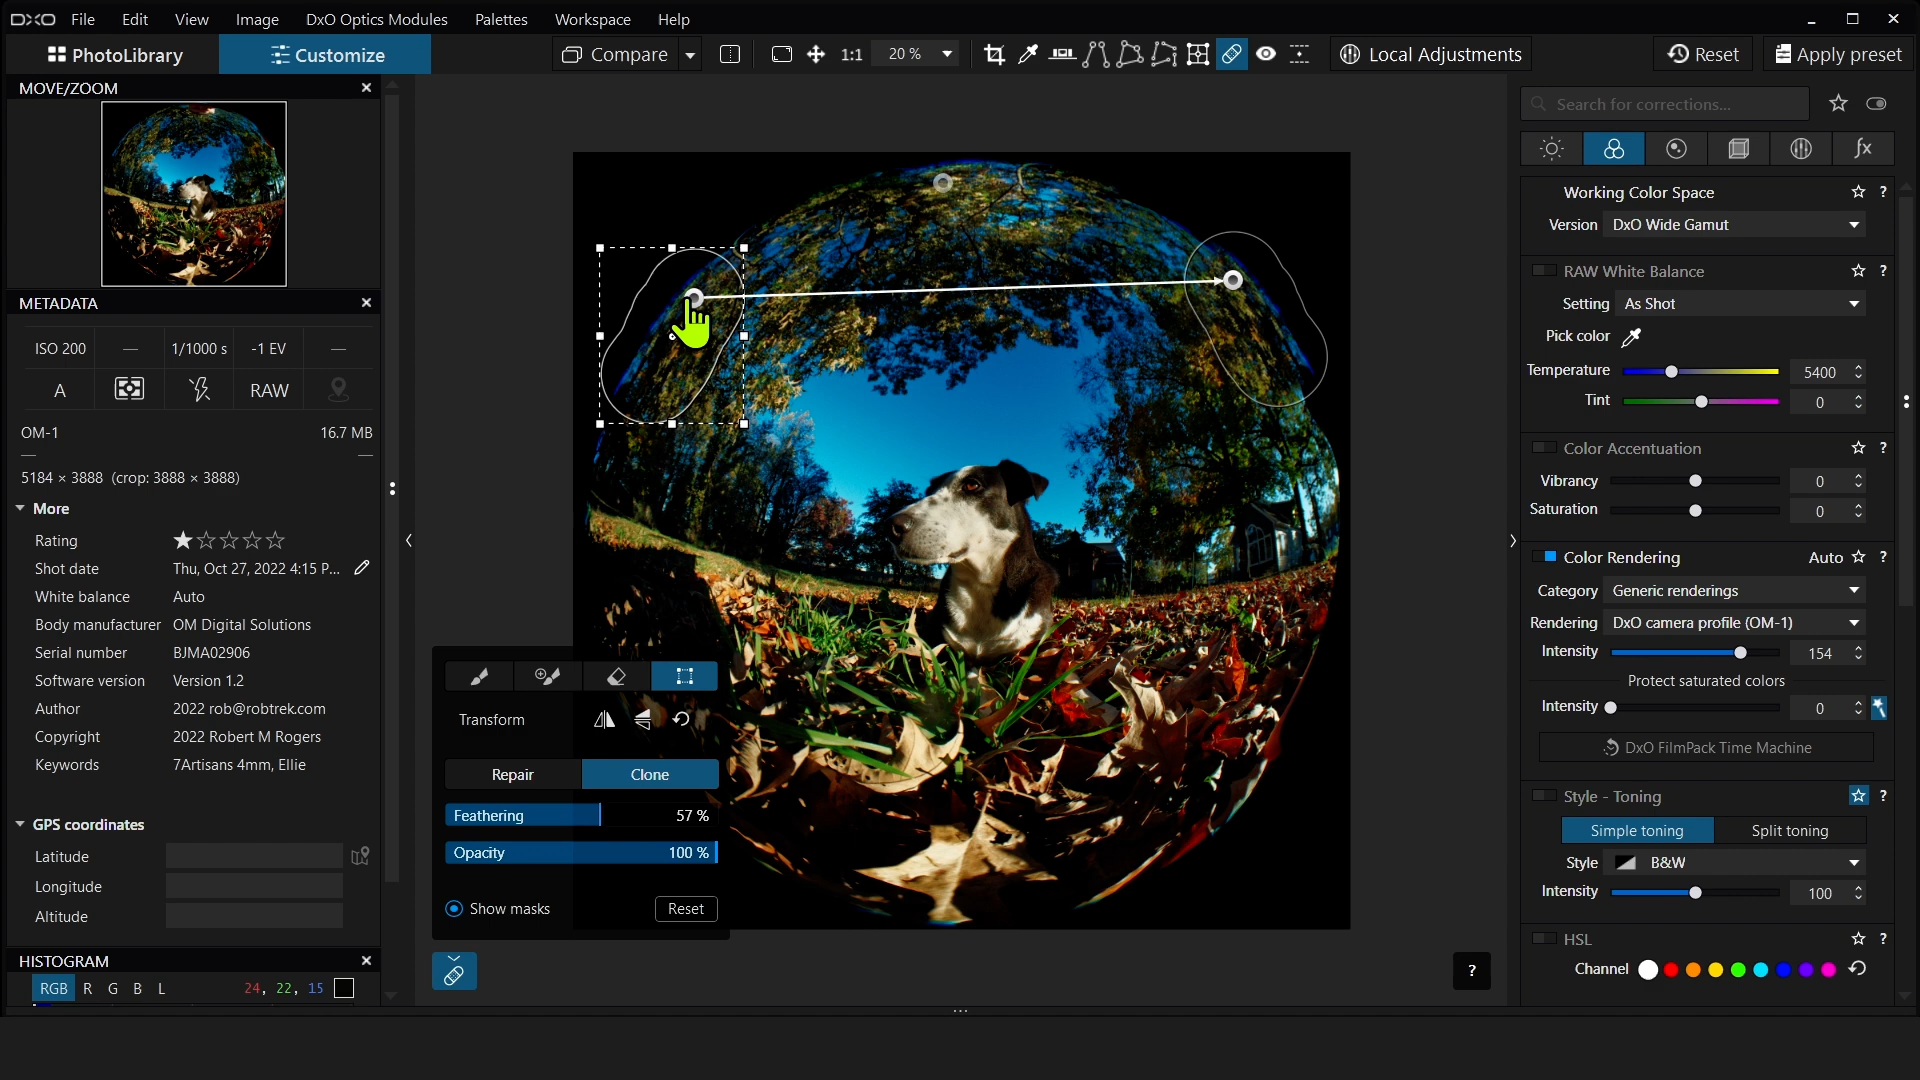 DXO File Edit View Image DxO Optics Modules Palettes Workspace Help
PhotoLibrary Customize Compare 1:1 20 % Local Adjustments Reset Apply preset
MOVE/ZOOM
METADATA
ISO 200 — 1/1000 s -1 EV —
A RAW
OM-1 16.7 MB
— —
5184 × 3888 (crop: 3888 × 3888)
More
Rating
Shot date Thu, Oct 27, 2022 4:15 P...
White balance Auto
Body manufacturer OM Digital Solutions
Serial number BJMA02906
Software version Version 1.2
Author 2022 rob@robtrek.com
Copyright 2022 Robert M Rogers
Keywords 7Artisans 4mm, Ellie
GPS coordinates
Latitude
Longitude
Altitude
HISTOGRAM
RGB R G B L 24, 22, 15
Transform
Repair Clone
Feathering 57 %
Opacity 100 %
Show masks Reset
?
Search for corrections...
fx
Working Color Space ?
Version DxO Wide Gamut
RAW White Balance ?
Setting As Shot
Pick color
Temperature 5400
Tint 0
Color Accentuation ?
Vibrancy 0
Saturation 0
Color Rendering Auto ?
Category Generic renderings
Rendering DxO camera profile (OM-1)
Intensity 154
Protect saturated colors
Intensity 0
DxO FilmPack Time Machine
Style - Toning ?
Simple toning Split toning
Style B&W
Intensity 100
HSL ?
Channel